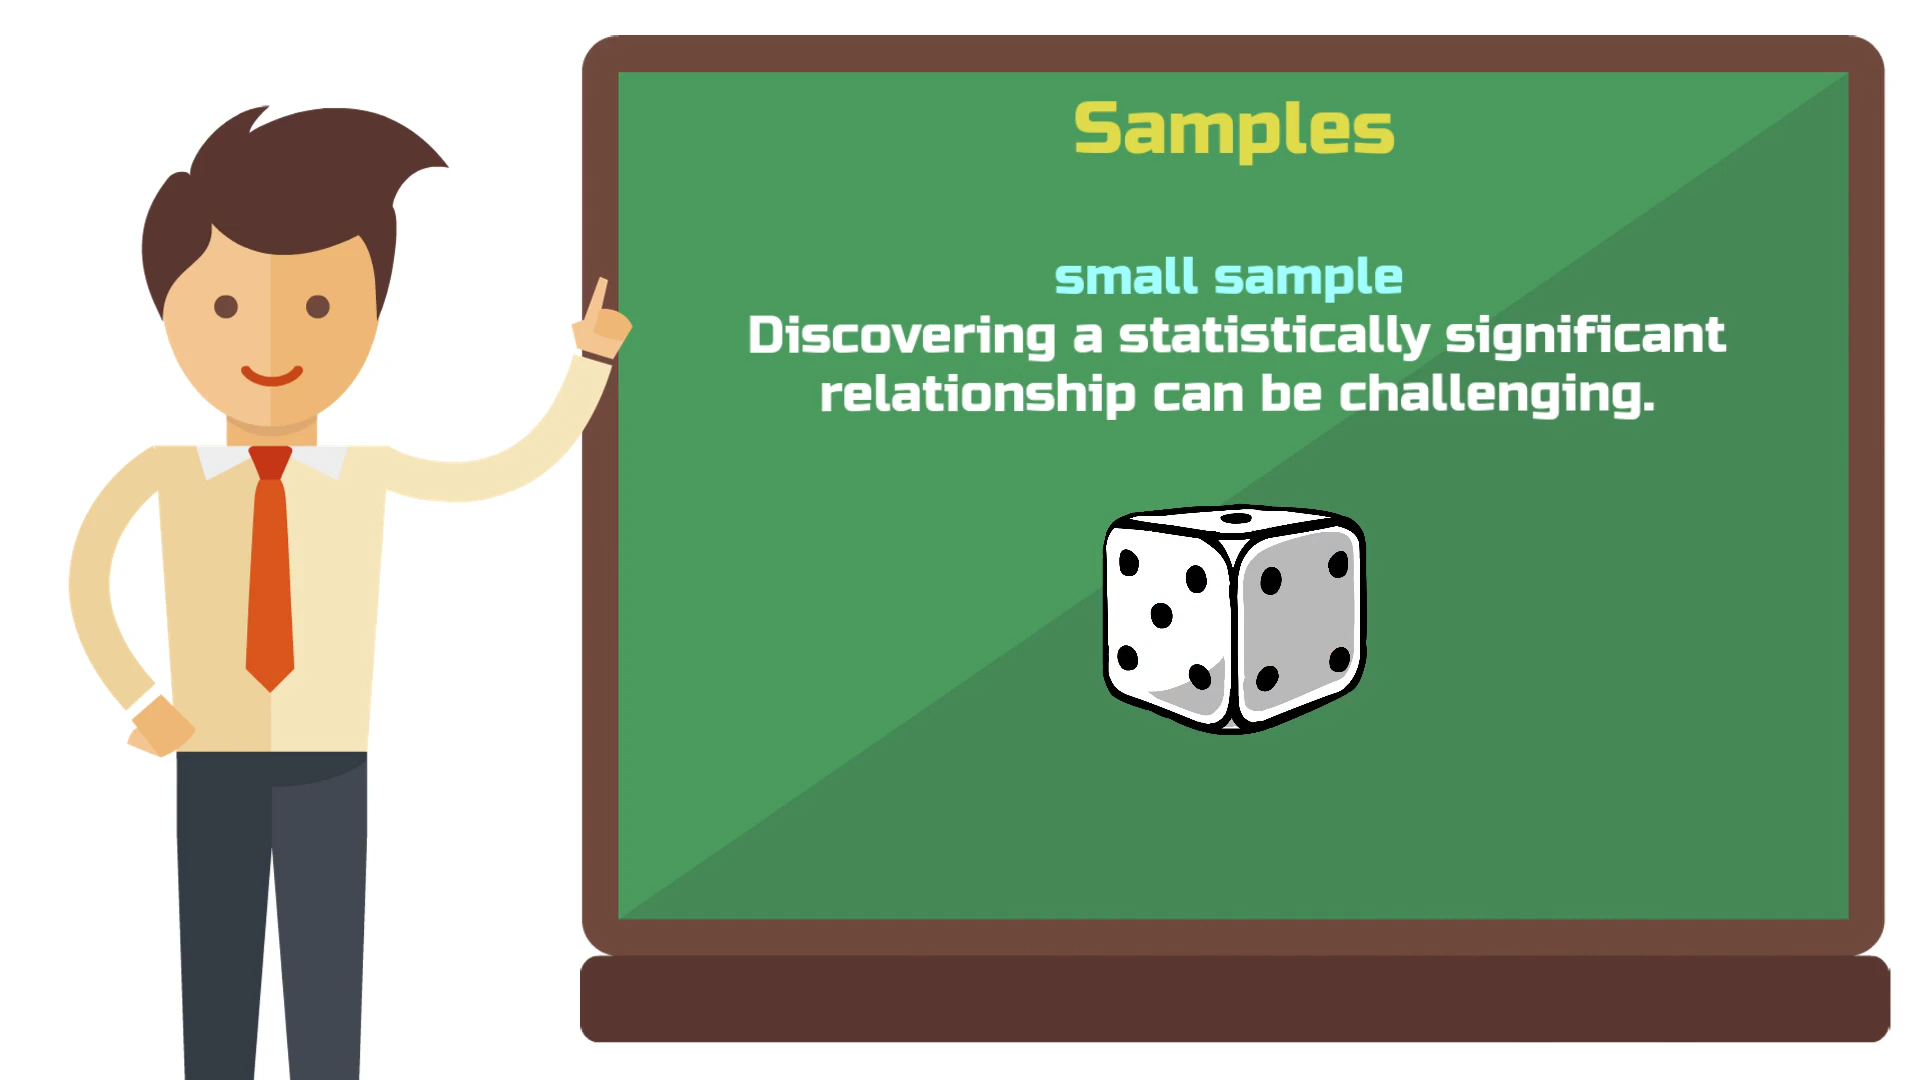 Samples
small sample
Discovering a statistically significant
relationship can be challenging.